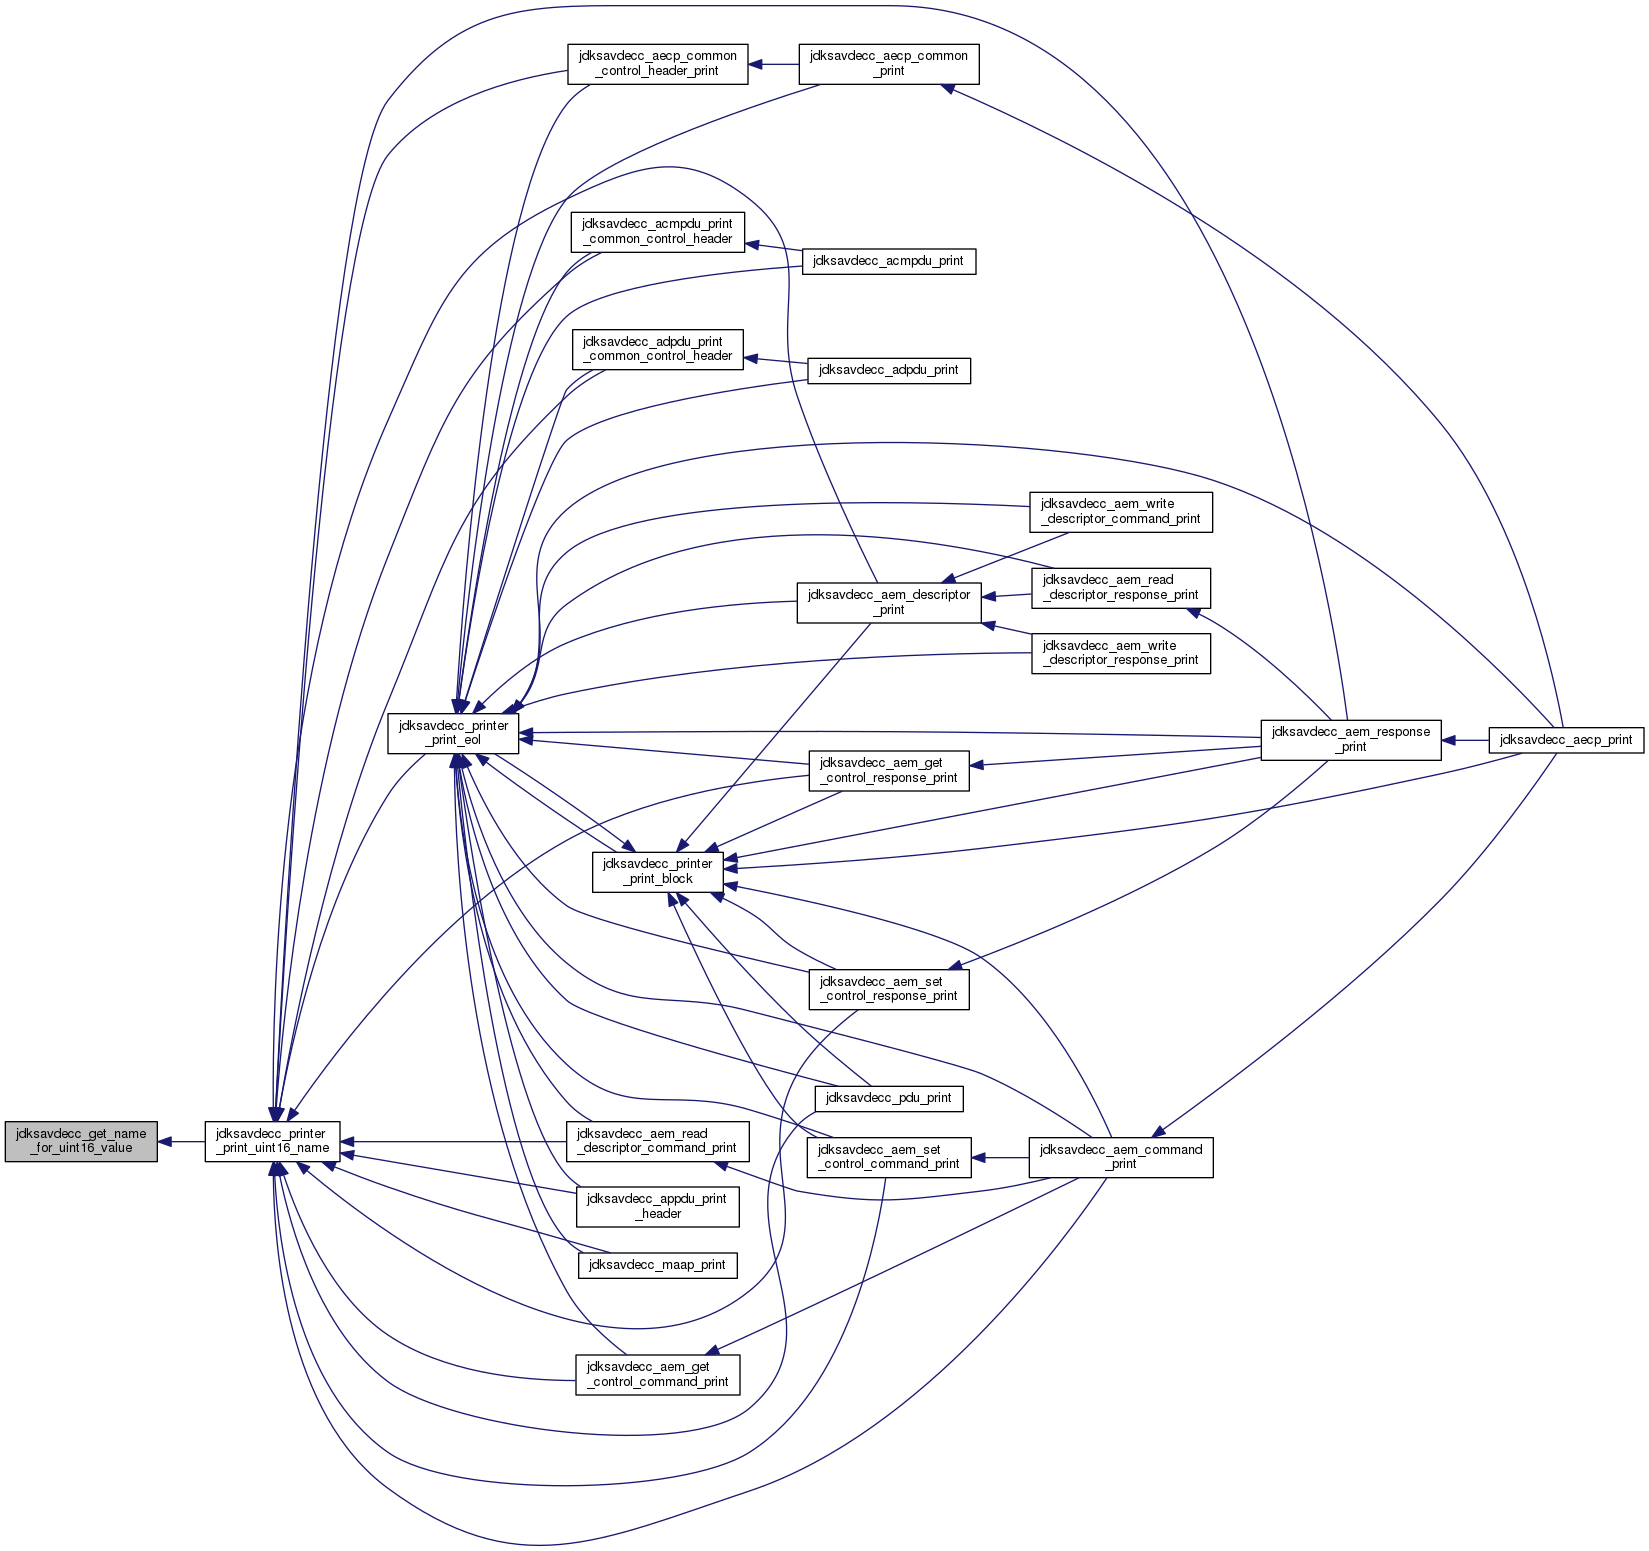 jdksavdecc_aecp_common
_control_header_print
jdksavdecc_aecp_common
_print
jdksavdecc_acmpdu_print
_common_control_header
jdksavdecc_acmpdu_print
jdksavdecc_adpdu_print
_common_control_header
jdksavdecc_adpdu_print
jdksavdecc_aem_write
_descriptor_command_print
jdksavdecc_aem_descriptor
_print
jdksavdecc_aem_read
_descriptor_response_print
jdksavdecc_aem_write
_descriptor_response_print
jdksavdecc_printer
_print_eol
jdksavdecc_aem_response
_print
jdksavdecc_aecp_print
jdksavdecc_aem_get
_control_response_print
jdksavdecc_printer
_print_block
jdksavdecc_aem_set
_control_response_print
jdksavdecc_pdu_print
jdksavdecc_get_name
_for_uint16_value
jdksavdecc_printer
_print_uint16_name
jdksavdecc_aem_read
_descriptor_command_print
jdksavdecc_aem_set
_control_command_print
jdksavdecc_aem_command
_print
jdksavdecc_appdu_print
_header
jdksavdecc_maap_print
jdksavdecc_aem_get
_control_command_print